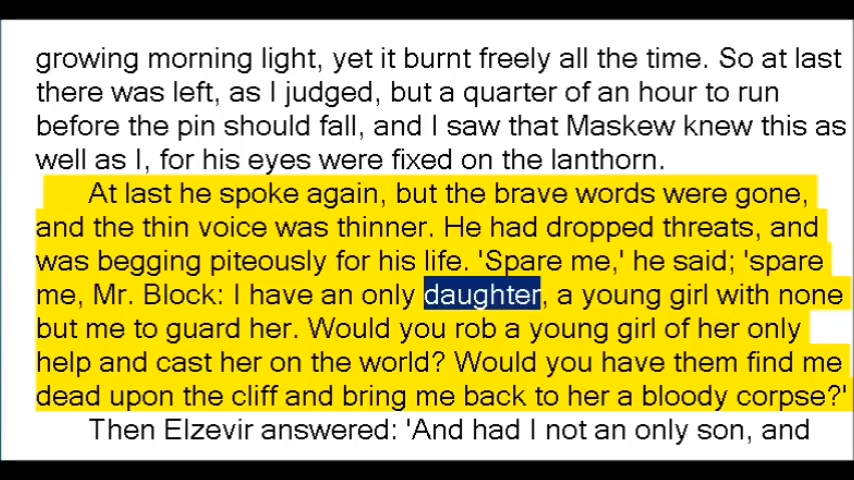 growing morning light, yet it burnt freely all the time. So at last
there was left, as I judged, but a quarter of an hour to run
before the pin should fall, and I saw that Maskew knew this as
well as I, for his eyes were fixed on the lanthorn.
At last he spoke again, but the brave words were gone,
and the thin voice was thinner. He had dropped threats, and
was begging piteously for his life. 'Spare me,' he said; 'spare
me, Mr. Block: I have an only daughter, a young girl with none
but me to guard her. Would you rob a young girl of her only
help and cast her on the world? Would you have them find me
dead upon the cliff and bring me back to her a bloody corpse?'
Then Elzevir answered: 'And had I not an only son, and